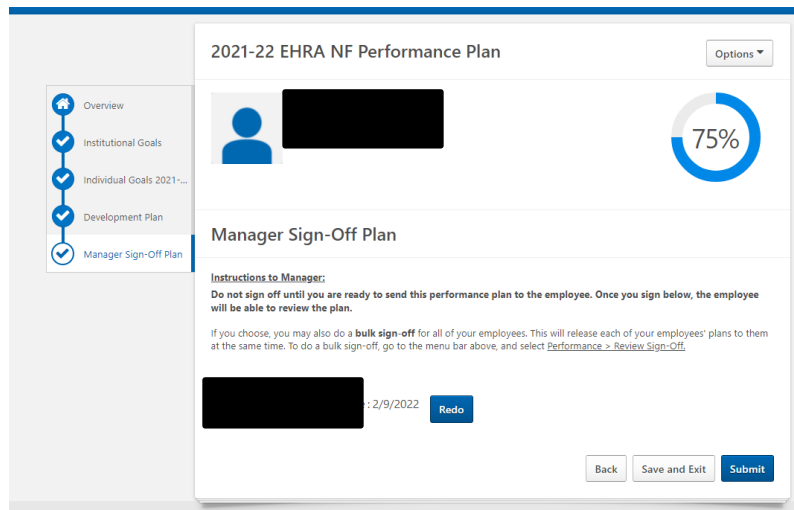 2021-22 EHRA NF Performance Plan
Options
Overview
Institutional Goals
Individual Goals 2021-...
Development Plan
Manager Sign-Off Plan
75%
Manager Sign-Off Plan
Instructions to Manager:
Do not sign off until you are ready to send this performance plan to the employee. Once you sign below, the employee
will be able to review the plan.
If you choose, you may also do a bulk sign-off for all of your employees. This will release each of your employees' plans to them
at the same time. To do a bulk sign-off, go to the menu bar above, and select Performance > Review Sign-Off.
: 2/9/2022
Redo
Back
Save and Exit
Submit